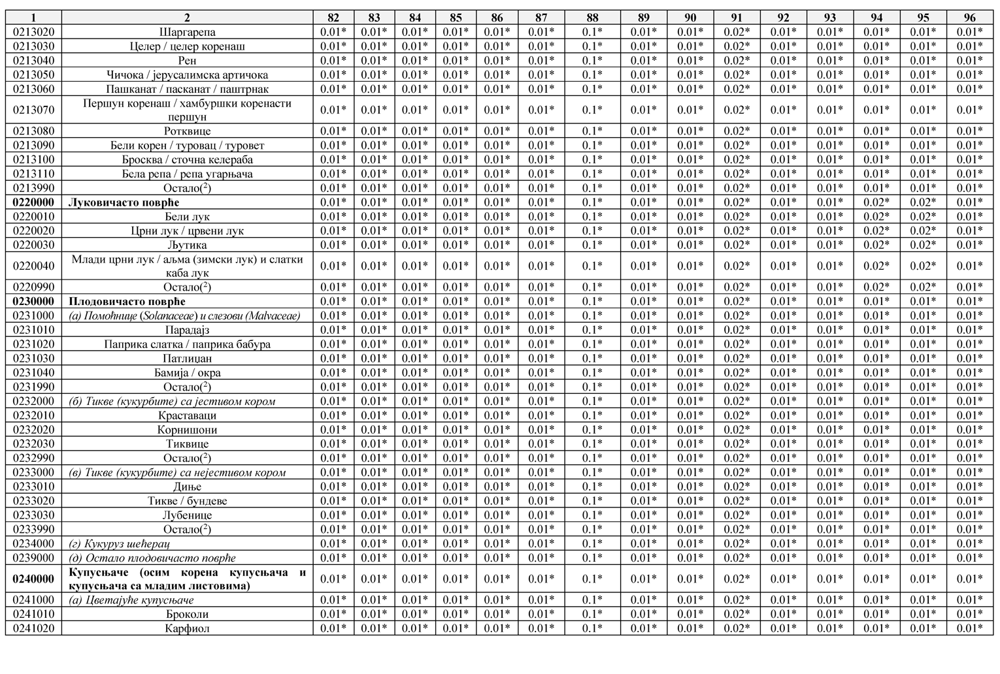 1 2 82 83 84 85 86 87 88 89 90 91 92 93 94 95 96
0213020 Шаргарепа 0.01* 0.01* 0.01* 0.01* 0.01* 0.01* 0.1* 0.01* 0.01* 0.02* 0.01* 0.01* 0.01* 0.01* 0.01*
0213030 Целер / целер коренаш 0.01* 0.01* 0.01* 0.01* 0.01* 0.01* 0.1* 0.01* 0.01* 0.02* 0.01* 0.01* 0.01* 0.01* 0.01*
0213040 Рен 0.01* 0.01* 0.01* 0.01* 0.01* 0.01* 0.1* 0.01* 0.01* 0.02* 0.01* 0.01* 0.01* 0.01* 0.01*
0213050 Чичока / јерусалимска артичока 0.01* 0.01* 0.01* 0.01* 0.01* 0.01* 0.1* 0.01* 0.01* 0.02* 0.01* 0.01* 0.01* 0.01* 0.01*
0213060 Пашканат / пасканат / паштрнак 0.01* 0.01* 0.01* 0.01* 0.01* 0.01* 0.1* 0.01* 0.01* 0.02* 0.01* 0.01* 0.01* 0.01* 0.01*
0213070 Першун коренаш / хамбуршки коренасти
першун 0.01* 0.01* 0.01* 0.01* 0.01* 0.01* 0.1* 0.01* 0.01* 0.02* 0.01* 0.01* 0.01* 0.01* 0.01*
0213080 Ротквице 0.01* 0.01* 0.01* 0.01* 0.01* 0.01* 0.1* 0.01* 0.01* 0.02* 0.01* 0.01* 0.01* 0.01* 0.01*
0213090 Бели корен / туровац / туровет 0.01* 0.01* 0.01* 0.01* 0.01* 0.01* 0.1* 0.01* 0.01* 0.02* 0.01* 0.01* 0.01* 0.01* 0.01*
0213100 Бросква / сточна келераба 0.01* 0.01* 0.01* 0.01* 0.01* 0.01* 0.1* 0.01* 0.01* 0.02* 0.01* 0.01* 0.01* 0.01* 0.01*
0213110 Бела репа / репа угарњача 0.01* 0.01* 0.01* 0.01* 0.01* 0.01* 0.1* 0.01* 0.01* 0.02* 0.01* 0.01* 0.01* 0.01* 0.01*
0213990 Остало(²) 0.01* 0.01* 0.01* 0.01* 0.01* 0.01* 0.1* 0.01* 0.01* 0.02* 0.01* 0.01* 0.01* 0.01* 0.01*
0220000 Луковичасто поврће 0.01* 0.01* 0.01* 0.01* 0.01* 0.01* 0.1* 0.01* 0.01* 0.02* 0.01* 0.01* 0.02* 0.02* 0.01*
0220010 Бели лук 0.01* 0.01* 0.01* 0.01* 0.01* 0.01* 0.1* 0.01* 0.01* 0.02* 0.01* 0.01* 0.02* 0.02* 0.01*
0220020 Црни лук / црвени лук 0.01* 0.01* 0.01* 0.01* 0.01* 0.01* 0.1* 0.01* 0.01* 0.02* 0.01* 0.01* 0.02* 0.02* 0.01*
0220030 Љутика 0.01* 0.01* 0.01* 0.01* 0.01* 0.01* 0.1* 0.01* 0.01* 0.02* 0.01* 0.01* 0.02* 0.02* 0.01*
0220040 Млади црни лук / аљма (зимски лук) и слатки
каба лук 0.01* 0.01* 0.01* 0.01* 0.01* 0.01* 0.1* 0.01* 0.01* 0.02* 0.01* 0.01* 0.02* 0.02* 0.01*
0220990 Остало(²) 0.01* 0.01* 0.01* 0.01* 0.01* 0.01* 0.1* 0.01* 0.01* 0.02* 0.01* 0.01* 0.02* 0.02* 0.01*
0230000 Плодовичасто поврће 0.01* 0.01* 0.01* 0.01* 0.01* 0.01* 0.1* 0.01* 0.01* 0.02* 0.01* 0.01* 0.01* 0.01* 0.01*
0231000 (а) Помоћнице (Solanaceae) и слезови (Malvaceae) 0.01* 0.01* 0.01* 0.01* 0.01* 0.01* 0.1* 0.01* 0.01* 0.02* 0.01* 0.01* 0.01* 0.01* 0.01*
0231010 Парадајз 0.01* 0.01* 0.01* 0.01* 0.01* 0.01* 0.1* 0.01* 0.01* 0.02* 0.01* 0.01* 0.01* 0.01* 0.01*
0231020 Паприка слатка / паприка бабура 0.01* 0.01* 0.01* 0.01* 0.01* 0.01* 0.1* 0.01* 0.01* 0.02* 0.01* 0.01* 0.01* 0.01* 0.01*
0231030 Патлиџан 0.01* 0.01* 0.01* 0.01* 0.01* 0.01* 0.1* 0.01* 0.01* 0.02* 0.01* 0.01* 0.01* 0.01* 0.01*
0231040 Бамија / окра 0.01* 0.01* 0.01* 0.01* 0.01* 0.01* 0.1* 0.01* 0.01* 0.02* 0.01* 0.01* 0.01* 0.01* 0.01*
0231990 Остало(²) 0.01* 0.01* 0.01* 0.01* 0.01* 0.01* 0.1* 0.01* 0.01* 0.02* 0.01* 0.01* 0.01* 0.01* 0.01*
0232000 (б) Тикве (кукурбите) са јестивом кором 0.01* 0.01* 0.01* 0.01* 0.01* 0.01* 0.1* 0.01* 0.01* 0.02* 0.01* 0.01* 0.01* 0.01* 0.01*
0232010 Краставаци 0.01* 0.01* 0.01* 0.01* 0.01* 0.01* 0.1* 0.01* 0.01* 0.02* 0.01* 0.01* 0.01* 0.01* 0.01*
0232020 Корнишони 0.01* 0.01* 0.01* 0.01* 0.01* 0.01* 0.1* 0.01* 0.01* 0.02* 0.01* 0.01* 0.01* 0.01* 0.01*
0232030 Тиквице 0.01* 0.01* 0.01* 0.01* 0.01* 0.01* 0.1* 0.01* 0.01* 0.02* 0.01* 0.01* 0.01* 0.01* 0.01*
0232990 Остало(²) 0.01* 0.01* 0.01* 0.01* 0.01* 0.01* 0.1* 0.01* 0.01* 0.02* 0.01* 0.01* 0.01* 0.01* 0.01*
0233000 (в) Тикве (кукурбите) са нејестивом кором 0.01* 0.01* 0.01* 0.01* 0.01* 0.01* 0.1* 0.01* 0.01* 0.02* 0.01* 0.01* 0.01* 0.01* 0.01*
0233010 Диње 0.01* 0.01* 0.01* 0.01* 0.01* 0.01* 0.1* 0.01* 0.01* 0.02* 0.01* 0.01* 0.01* 0.01* 0.01*
0233020 Тикве / бундеве 0.01* 0.01* 0.01* 0.01* 0.01* 0.01* 0.1* 0.01* 0.01* 0.02* 0.01* 0.01* 0.01* 0.01* 0.01*
0233030 Лубенице 0.01* 0.01* 0.01* 0.01* 0.01* 0.01* 0.1* 0.01* 0.01* 0.02* 0.01* 0.01* 0.01* 0.01* 0.01*
0233990 Остало(²) 0.01* 0.01* 0.01* 0.01* 0.01* 0.01* 0.1* 0.01* 0.01* 0.02* 0.01* 0.01* 0.01* 0.01* 0.01*
0234000 (г) Кукуруз шећерац 0.01* 0.01* 0.01* 0.01* 0.01* 0.01* 0.1* 0.01* 0.01* 0.02* 0.01* 0.01* 0.01* 0.01* 0.01*
0239000 (д) Остало плодовичасто поврће 0.01* 0.01* 0.01* 0.01* 0.01* 0.01* 0.1* 0.01* 0.01* 0.02* 0.01* 0.01* 0.01* 0.01* 0.01*
0240000 Купусњаче (осим корена купусњача и
купусњача са младим листовима) 0.01* 0.01* 0.01* 0.01* 0.01* 0.01* 0.1* 0.01* 0.01* 0.02* 0.01* 0.01* 0.01* 0.01* 0.01*
0241000 (а) Цветајуће купусњаче 0.01* 0.01* 0.01* 0.01* 0.01* 0.01* 0.1* 0.01* 0.01* 0.02* 0.01* 0.01* 0.01* 0.01* 0.01*
0241010 Броколи 0.01* 0.01* 0.01* 0.01* 0.01* 0.01* 0.1* 0.01* 0.01* 0.02* 0.01* 0.01* 0.01* 0.01* 0.01*
0241020 Карфиол 0.01* 0.01* 0.01* 0.01* 0.01* 0.01* 0.1* 0.01* 0.01* 0.02* 0.01* 0.01* 0.01* 0.01* 0.01*